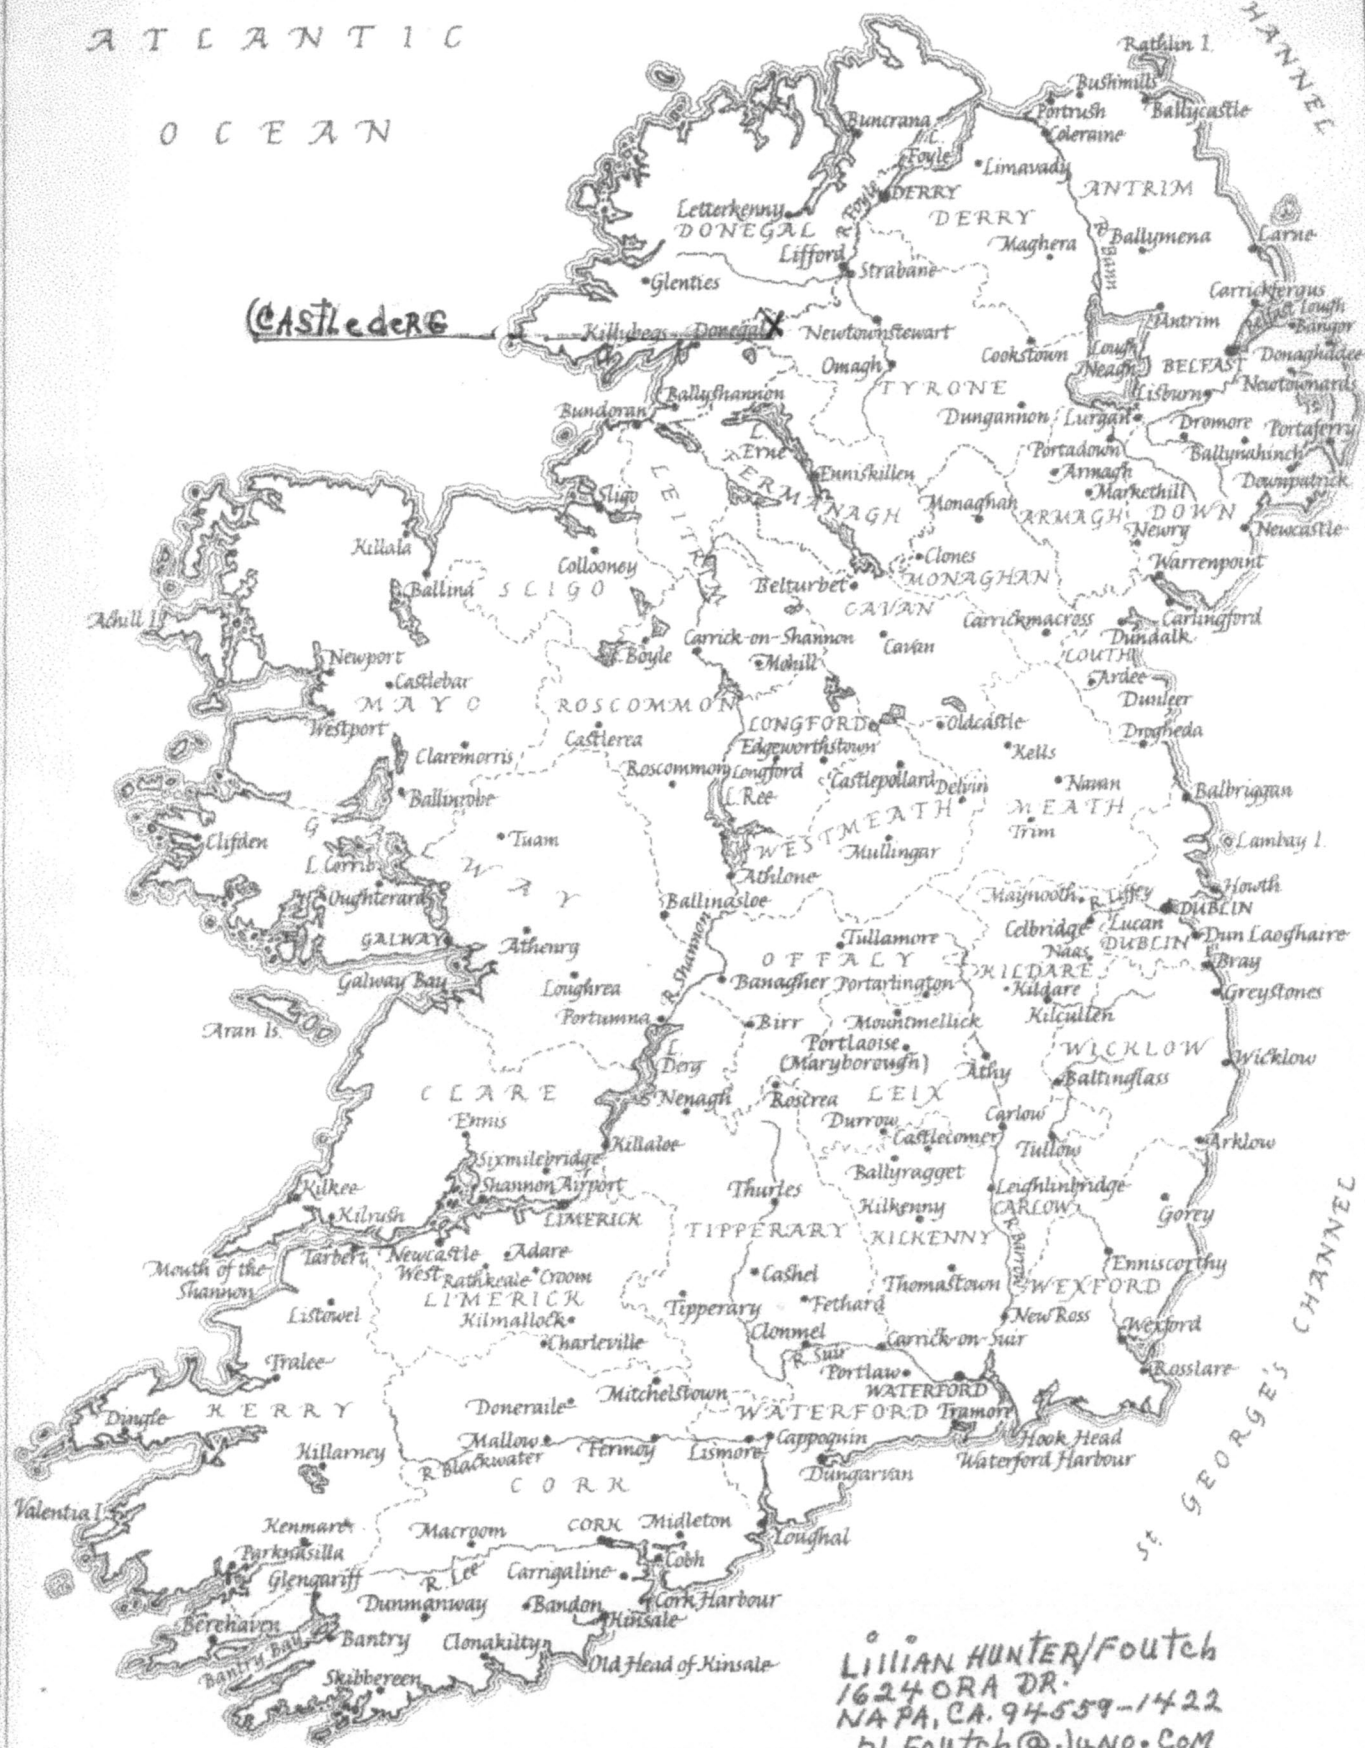 ATLANTIC
OCEAN
CHANNEL
Rathlin I.
Bushmills
Portrush
Ballycastle
Coleraine
Buncrana
L. Foyle
Limavady
R Foyle
DERRY
ANTRIM
Letterkenny
DERRY
DONEGAL
Maghera
R Bann
Ballymena
Larne
Lifford
Strabane
Glenties
Carrickfergus
(CASTLEDERG
Killybegs
Donegal
X
Newtownstewart
Antrim
Belfast Lough
Bangor
Cookstown
Lough Neagh
BELFAST
Donaghadee
Omagh
TYRONE
Lisburn
Newtownards
Ballyshannon
Bundoran
Dungannon
Lurgan
Dromore
Portaferry
L. Erne
Portadown
Ballynahinch
LEITRIM
FERMANAGH
Enniskillen
Armagh
Downpatrick
Sligo
Monaghan
Markethill
ARMAGH
DOWN
Newry
Newcastle
Killala
Collooney
Clones
Warrenpoint
Ballina
SLIGO
Belturbet
MONAGHAN
CAVAN
Achill I.
Carrickmacross
Carlingford
Dundalk
Boyle
Carrick-on-Shannon
Cavan
LOUTH
Newport
Mohill
Ardee
Castlebar
Dunleer
MAYO
ROSCOMMON
LONGFORD
Oldcastle
Westport
Castlerea
Edgeworthstown
Drogheda
Claremorris
Kells
Roscommon
Longford
Castlepollard
Delvin
Navan
Ballinrobe
L. Ree
MEATH
Balbriggan
GALWAY
Clifden
Tuam
WESTMEATH
Trim
Lambay I.
L. Corrib
Mullingar
Athlone
Oughterard
Ballinasloe
Maynooth
R Liffey
Howth
DUBLIN
Celbridge
Lucan
GALWAY
Athenry
Tullamore
Naas
DUBLIN
Dun Laoghaire
R Shannon
OFFALY
KILDARE
Bray
Galway Bay
Loughrea
Banagher
Portarlington
Kildare
Greystones
Aran Is.
Portumna
Birr
Mountmellick
Kilcullen
Portlaoise
(Maryborough)
WICKLOW
Wicklow
L. Derg
Athy
Baltinglass
CLARE
Nenagh
Roscrea
LEIX
Ennis
Durrow
Carlow
Killaloe
Castlecomer
Tullow
Arklow
Sixmilebridge
Ballyragget
Kilkee
Shannon Airport
Thurles
Leighlinbridge
Kilrush
LIMERICK
Kilkenny
CARLOW
Gorey
TIPPERARY
KILKENNY
R Barrow
Mouth of the
Shannon
Tarbert
Newcastle
West
Adare
Enniscorthy
Rathkeale
Croom
Cashel
Thomastown
WEXFORD
LIMERICK
Listowel
Kilmallock
Tipperary
Fethard
New Ross
Charleville
Clonmel
Carrick-on-Suir
Wexford
Tralee
R Suir
Portlaw
Rosslare
Mitchelstown
WATERFORD
Dingle
KERRY
Doneraile
WATERFORD
Tramore
Killarney
Mallow
Fermoy
Lismore
Cappoquin
Hook Head
R Blackwater
Waterford Harbour
CORK
Dungarvan
Valentia I.
Kenmare
Macroom
CORK
Midleton
Youghal
Parknasilla
Cobh
Glengariff
R. Lee
Carrigaline
Dunmanway
Bandon
Cork Harbour
Berehaven
Kinsale
Bantry Bay
Bantry
Clonakilty
Old Head of Kinsale
Skibbereen
St. GEORGE'S CHANNEL
LILLIAN HUNTER/FOUTCH
1624 ORA DR.
NAPA, CA. 94559-1422